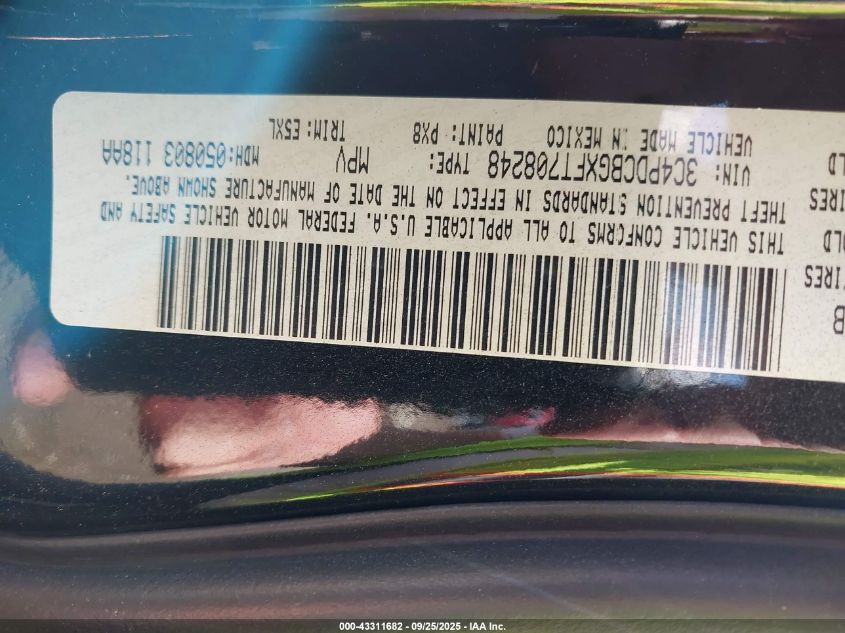 THIS VEHICLE CONFORMS TO ALL APPLICABLE U.S.A. FEDERAL MOTOR VEHICLE SAFETY AND
THEFT PREVENTION STANDARDS IN EFFECT ON THE DATE OF MANUFACTURE SHOWN ABOVE.
VIN: 3C4PDCBGXFT708248 TYPE: MPV MDH:050803 118AA
VEHICLE MADE IN MEXICO PAINT: PX8 TRIM: E5XL
000-43311682 - 09/25/2025 - IAA Inc.